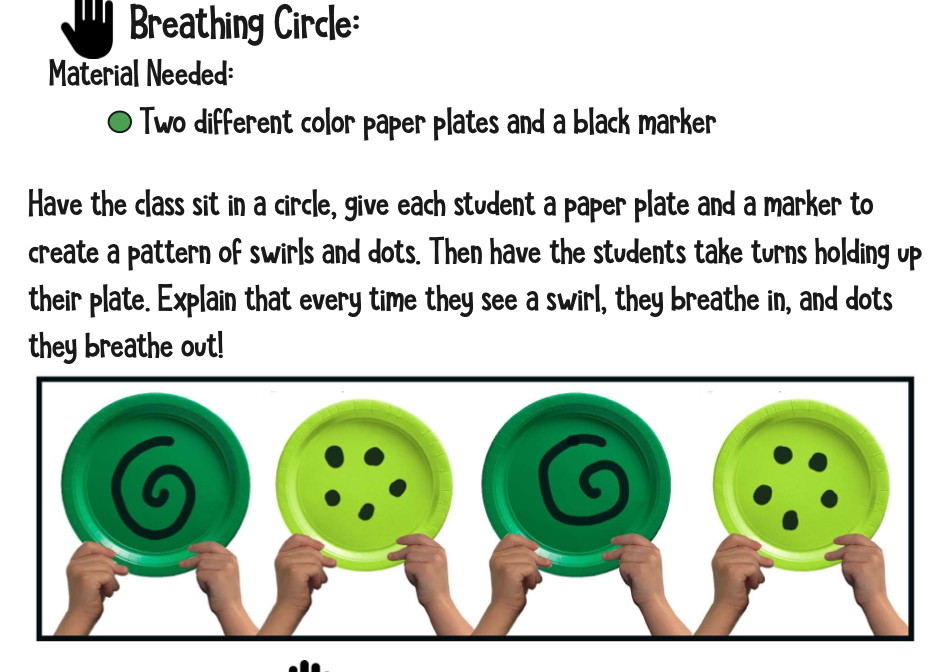 Breathing Circle:
Material Needed:
Two different color paper plates and a black marker
Have the class sit in a circle, give each student a paper plate and a marker to
create a pattern of swirls and dots. Then have the students take turns holding up
their plate. Explain that every time they see a swirl, they breathe in, and dots
they breathe out!